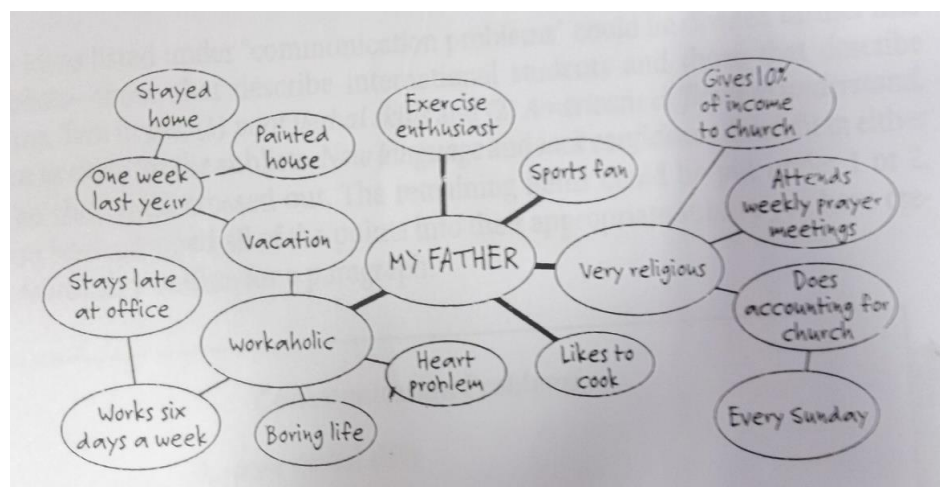 Stayed
home
Painted
house
One week
last year
Vacation
Exercise
enthusiast
Sports fan
Gives 10%
of income
to church
Attends
weekly prayer
meetings
MY FATHER
Very religious
Does
accounting for
church
Every Sunday
Stays late
at office
Workaholic
Works six
days a week
Boring life
Heart
problem
Likes to
cook